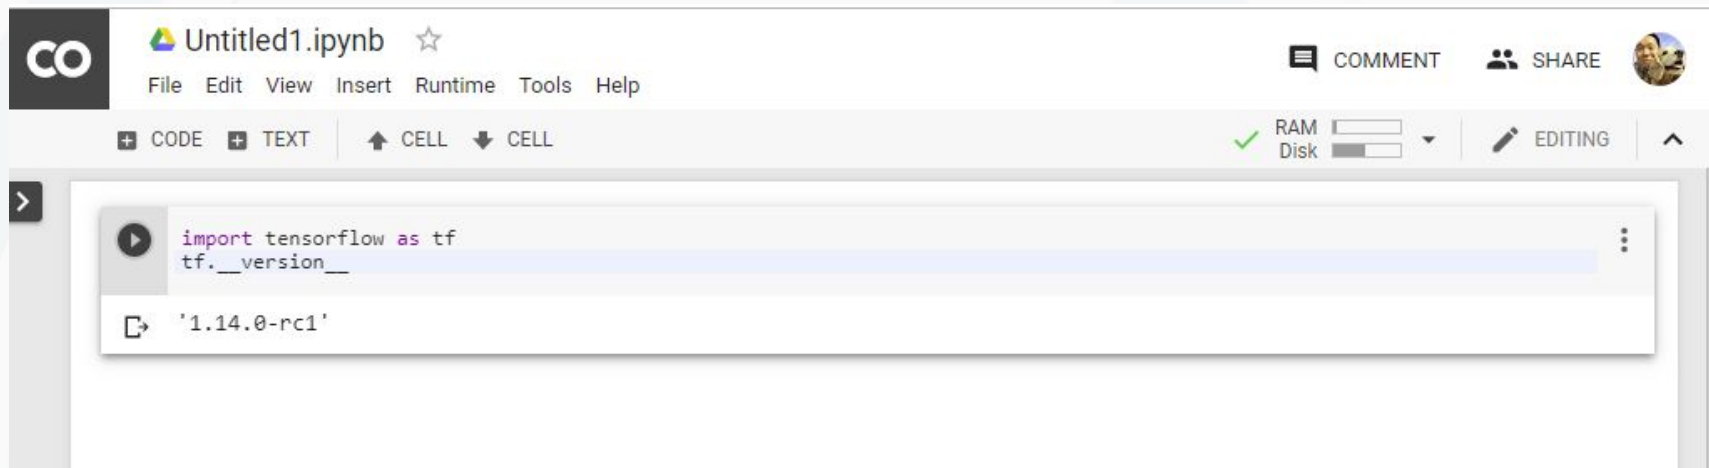 CO
Untitled1.ipynb
File Edit View Insert Runtime Tools Help
COMMENT SHARE
CODE TEXT CELL CELL
RAM
Disk
EDITING
import tensorflow as tf
tf.__version__
'1.14.0-rc1'